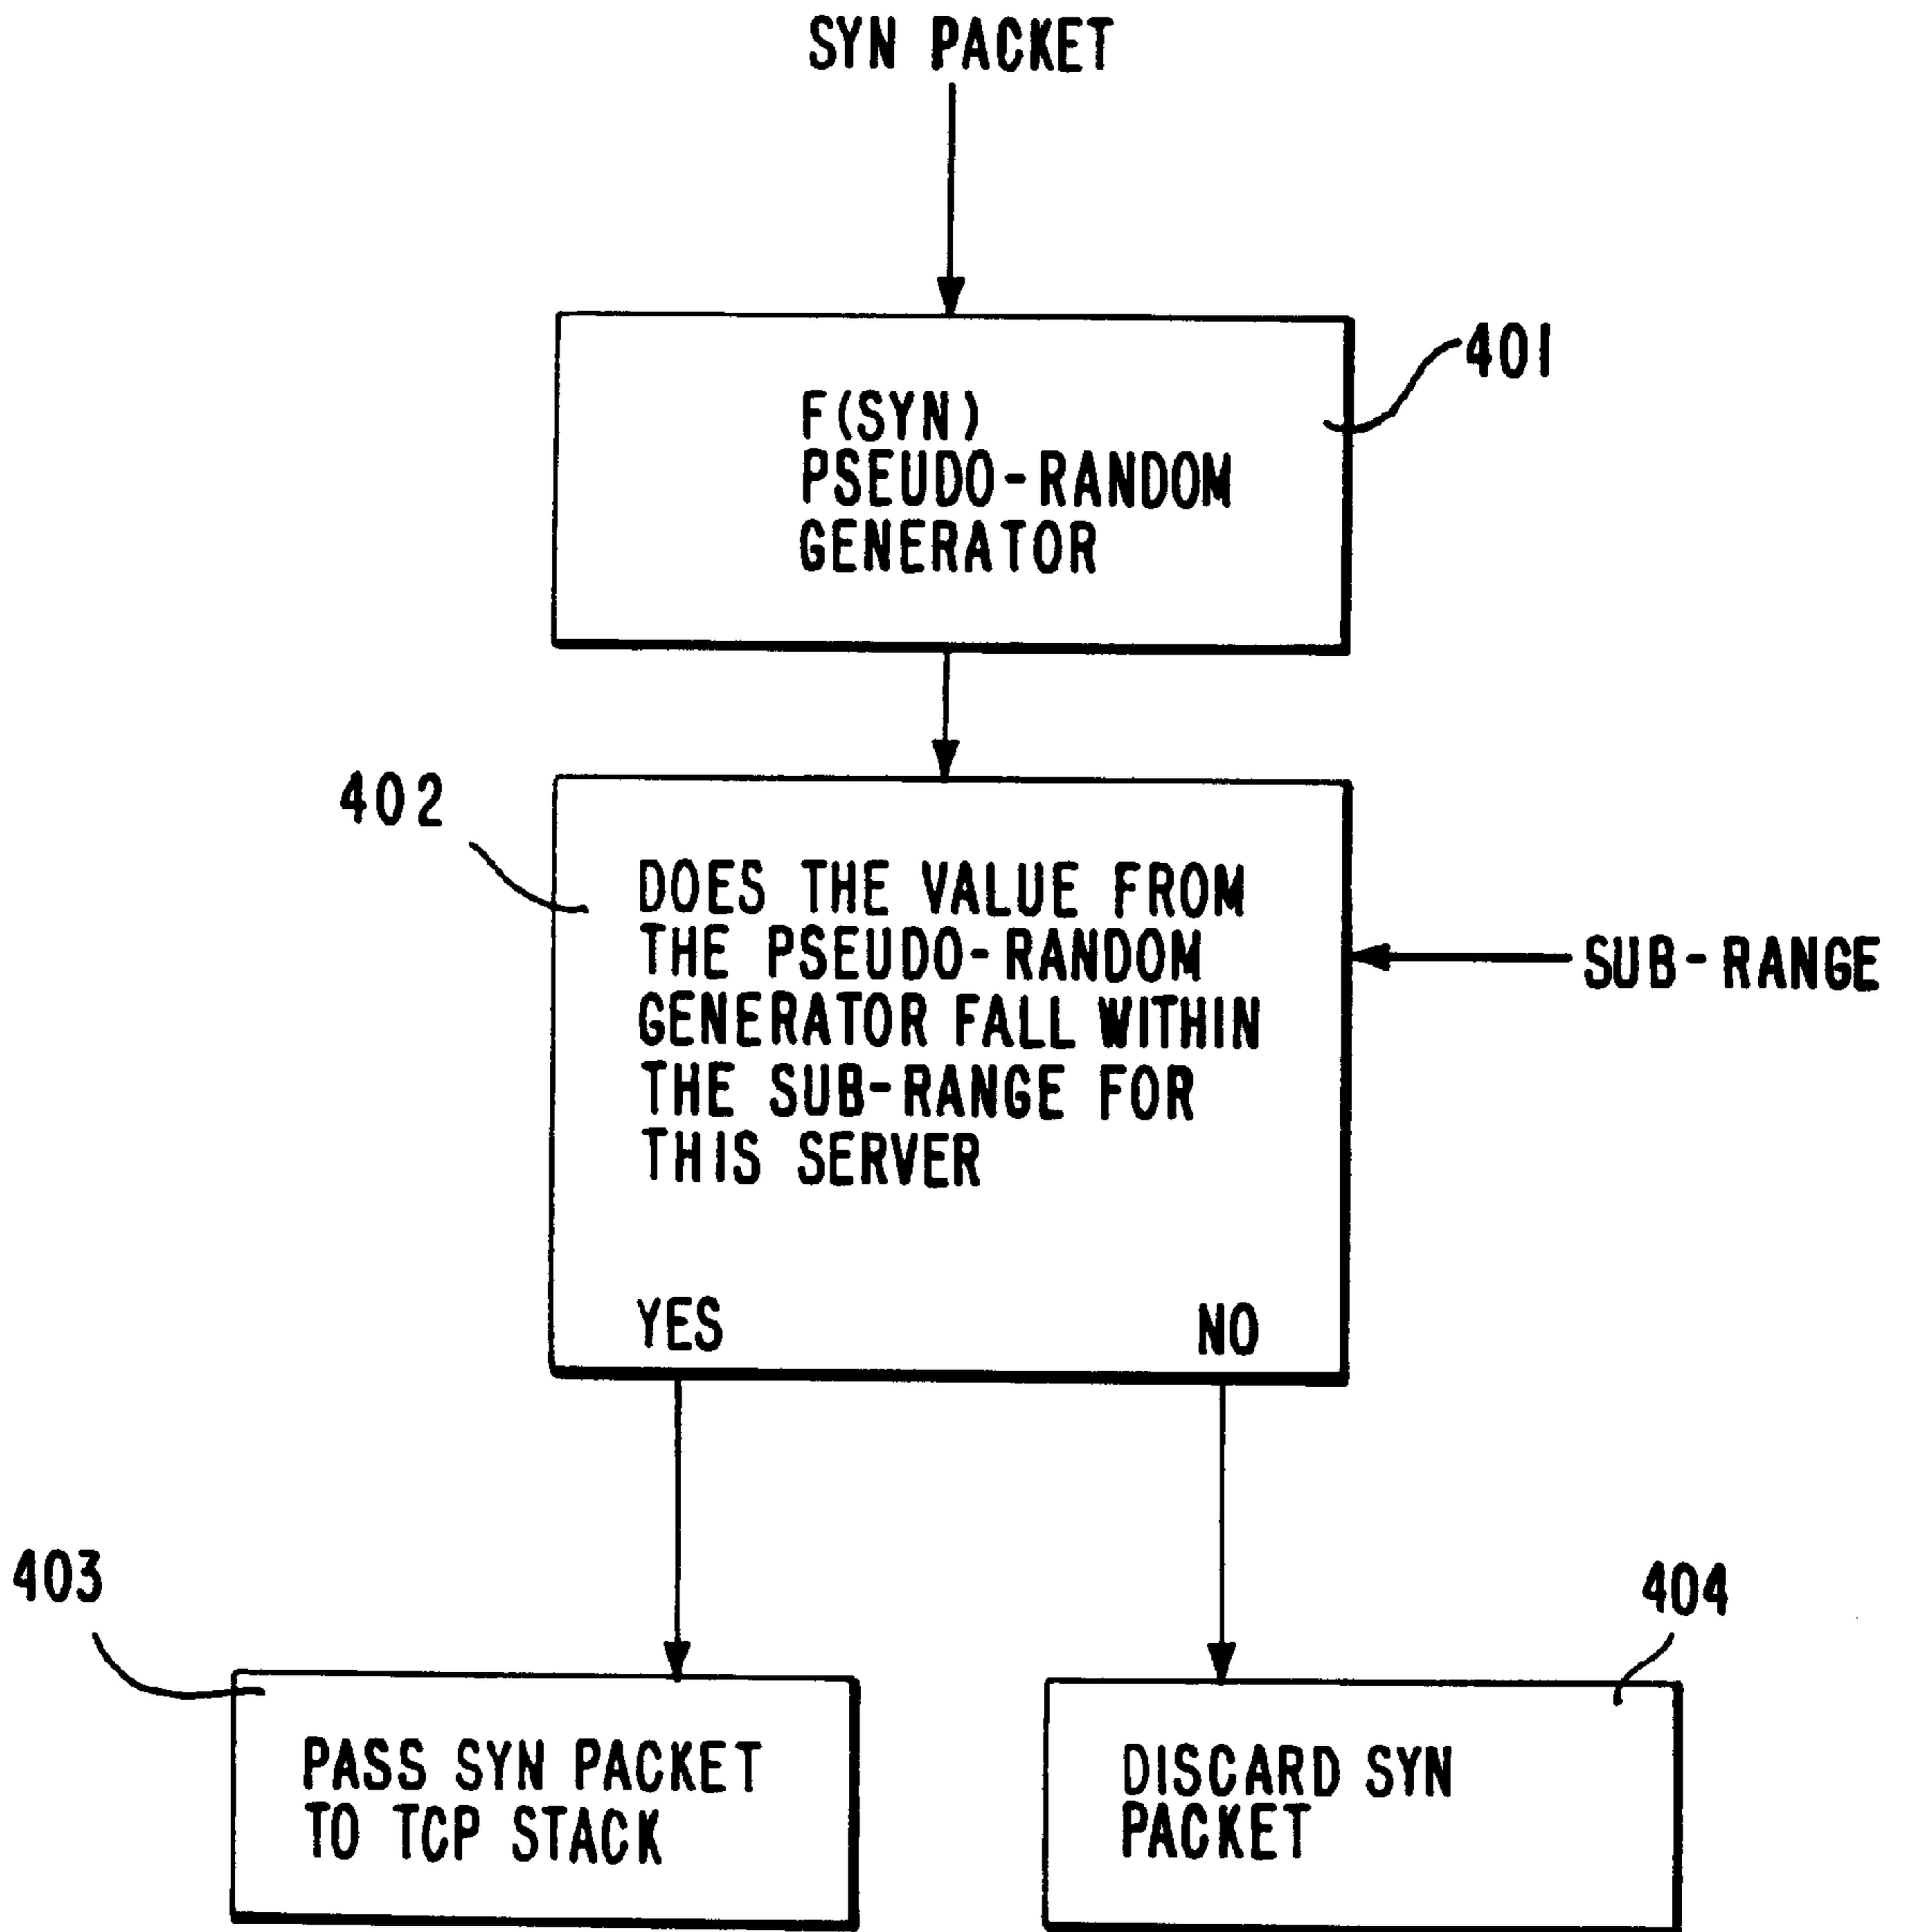 SYN PACKET
401
F(SYN)
PSEUDO-RANDOM
GENERATOR
402
DOES THE VALUE FROM
THE PSEUDO-RANDOM
GENERATOR FALL WITHIN
THE SUB-RANGE FOR
THIS SERVER
SUB-RANGE
YES
NO
403
404
PASS SYN PACKET
TO TCP STACK
DISCARD SYN
PACKET